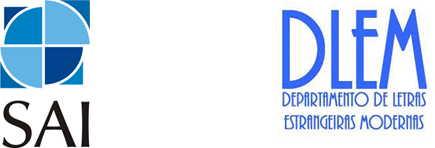 SAI
DLEM
DEPARTAMENTO DE LETRAS
ESTRANGEIRAS MODERNAS